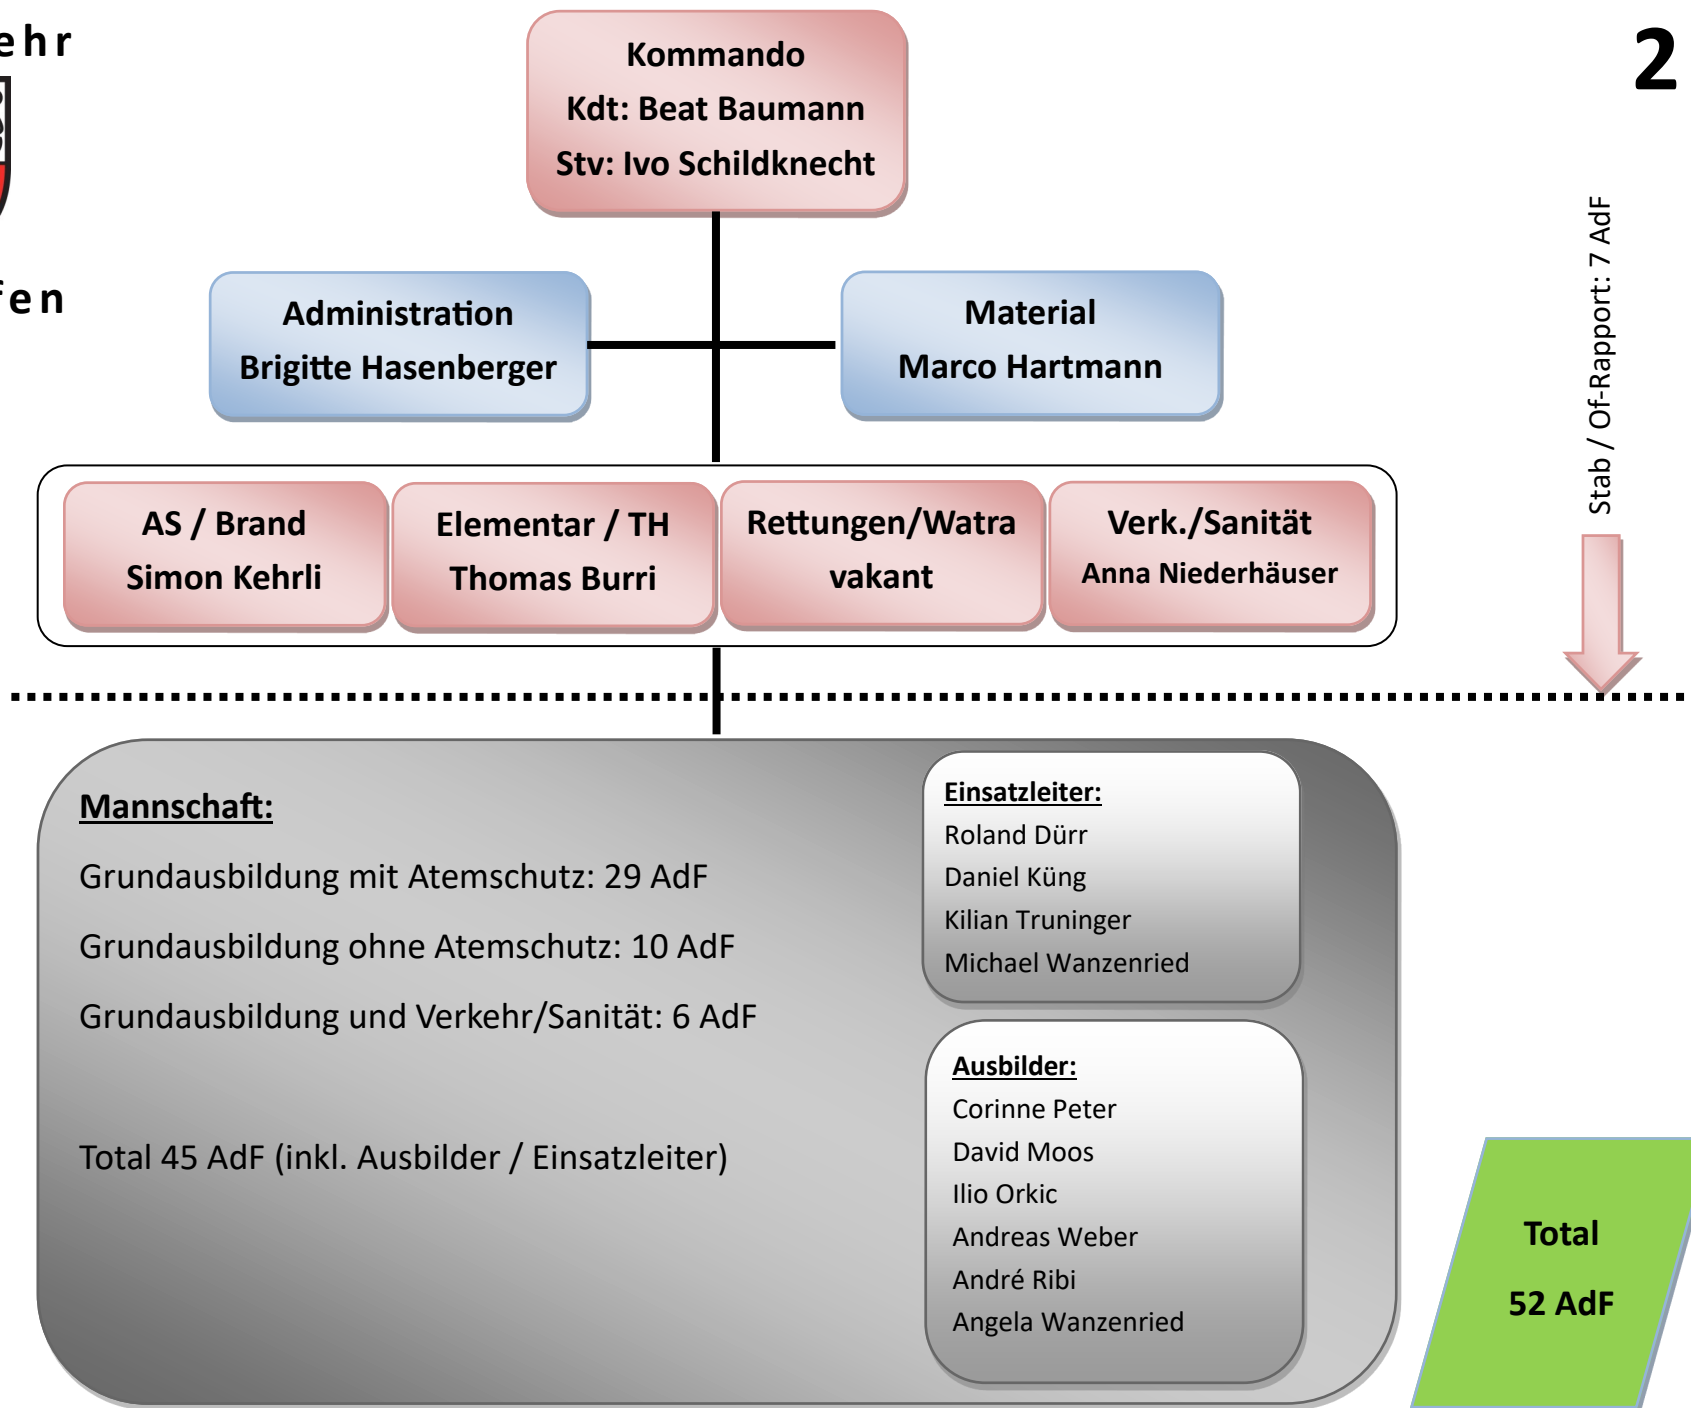 ehr
fen
2
Kommando
Kdt: Beat Baumann
Stv: Ivo Schildknecht
Administration
Brigitte Hasenberger
Material
Marco Hartmann
Stab / Of-Rapport: 7 AdF
AS / Brand
Simon Kehrli
Elementar / TH
Thomas Burri
Rettungen/Watra
vakant
Verk./Sanität
Anna Niederhäuser
Mannschaft:
Grundausbildung mit Atemschutz: 29 AdF
Grundausbildung ohne Atemschutz: 10 AdF
Grundausbildung und Verkehr/Sanität: 6 AdF
Total 45 AdF (inkl. Ausbilder / Einsatzleiter)
Einsatzleiter:
Roland Dürr
Daniel Küng
Kilian Truninger
Michael Wanzenried
Ausbilder:
Corinne Peter
David Moos
Ilio Orkic
Andreas Weber
André Ribi
Angela Wanzenried
Total
52 AdF